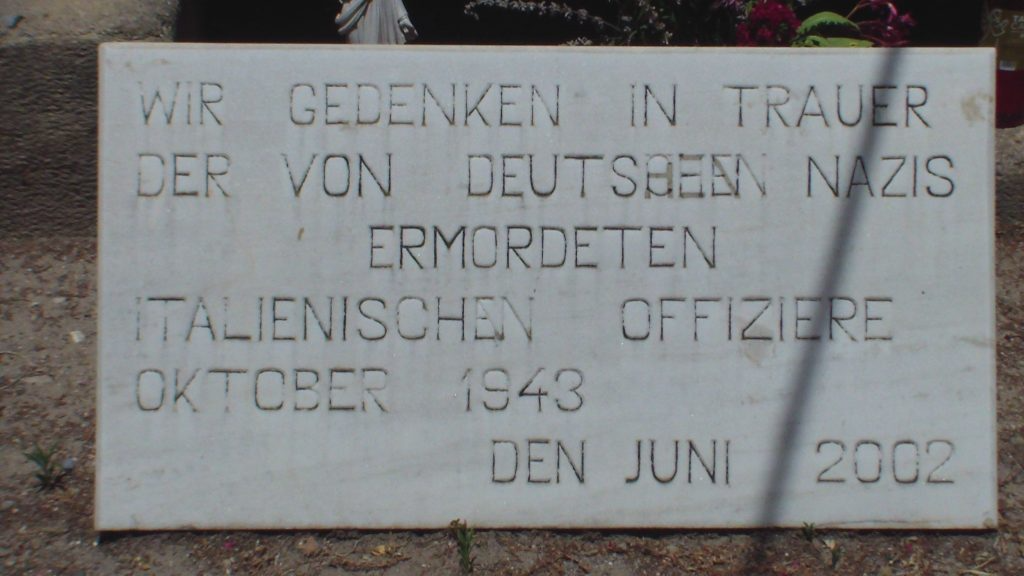 WIR GEDENKEN IN TRAUER
DER VON DEUTSCHEN NAZIS
ERMORDETEN
ITALIENISCHEN OFFIZIERE
OKTOBER 1943
DEN JUNI 2002